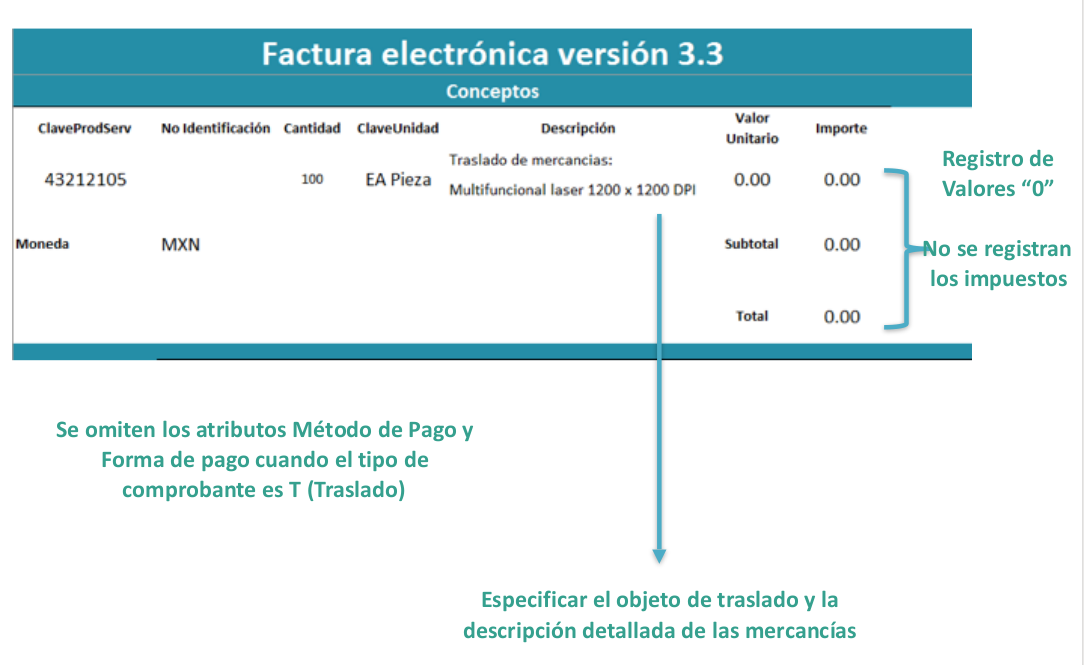 Factura electrónica versión 3.3
Conceptos
ClaveProdServ No Identificación Cantidad ClaveUnidad Descripción Valor Unitario Importe
43212105 100 EA Pieza Traslado de mercancias: 0.00 0.00
Multifuncional laser 1200 x 1200 DPI
Moneda MXN Subtotal 0.00
Total 0.00
Registro de
Valores “0”
No se registran
los impuestos
Se omiten los atributos Método de Pago y
Forma de pago cuando el tipo de
comprobante es T (Traslado)
Especificar el objeto de traslado y la
descripción detallada de las mercancías